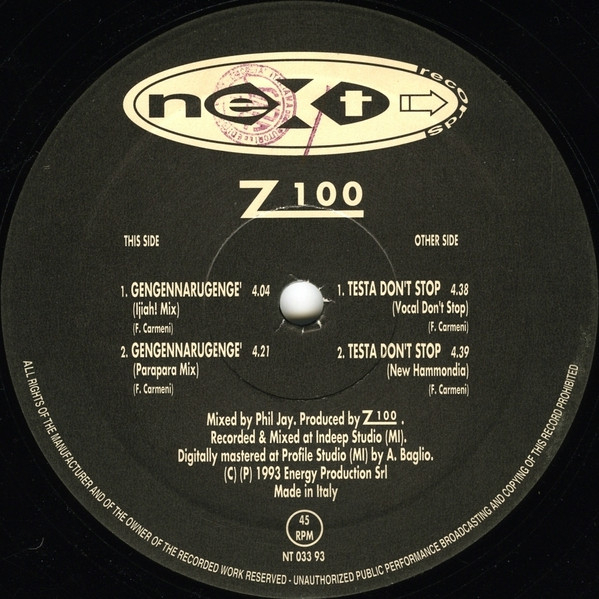 next
records
Z 100
THIS SIDE
OTHER SIDE
1. GENGENNARUGENGE' 4.04
(Ijiah! Mix)
(F. Carmeni)
2. GENGENNARUGENGE' 4.21
(Parapara Mix)
(F. Carmeni)
1. TESTA DON'T STOP 4.38
(Vocal Don't Stop)
(F. Carmeni)
2. TESTA DON'T STOP 4.39
(New Hammondia)
(F. Carmeni)
Mixed by Phil Jay. Produced by Z 100 .
Recorded & Mixed at Indeep Studio (MI).
Digitally mastered at Profile Studio (MI) by A. Baglio.
(C) (P) 1993 Energy Production Srl
Made in Italy
45
RPM
NT 033 93
ALL RIGHTS OF THE MANUFACTURER AND OF THE OWNER OF THE RECORDED WORK RESERVED - UNAUTHORIZED PUBLIC PERFORMANCE BROADCASTING AND COPYING OF THIS RECORD PROHIBITED